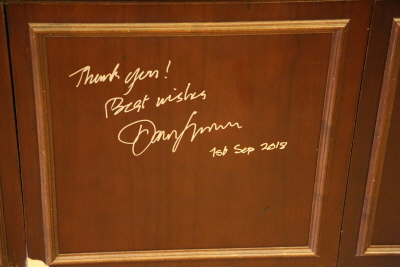 Thank you!
Best wishes
1st Sep 2018